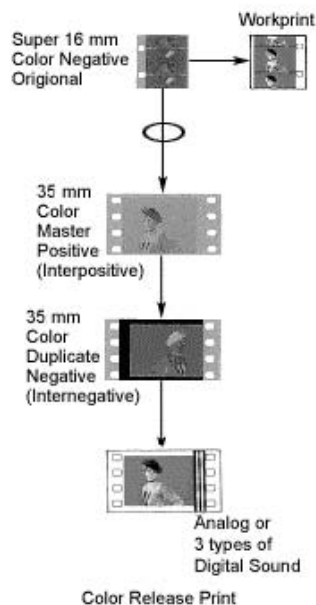 Workprint
Super 16 mm
Color Negative
Origional
35 mm
Color
Master
Positive
(Interpositive)
35 mm
Color
Duplicate
Negative
(Internegative)
Analog or
3 types of
Digital Sound
Color Release Print